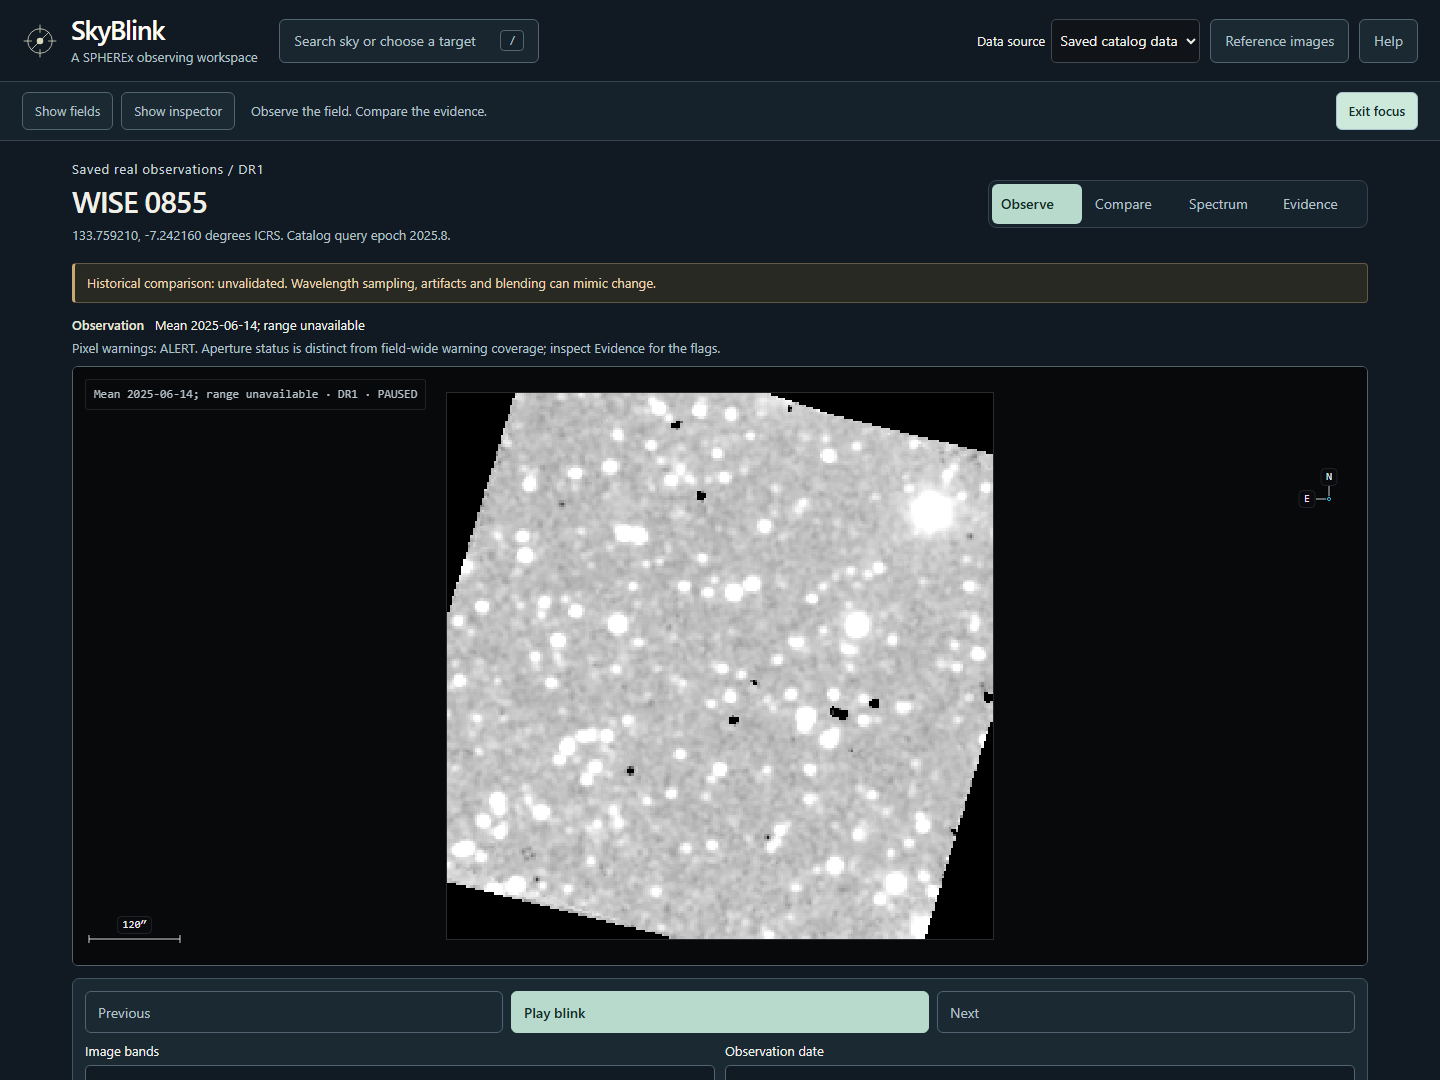 SkyBlink
A SPHEREx observing workspace
Search sky or choose a target /
Data source Saved catalog data Reference images Help
Show fields Show inspector Observe the field. Compare the evidence. Exit focus
Saved real observations / DR1
WISE 0855
133.759210, -7.242160 degrees ICRS. Catalog query epoch 2025.8.
Observe Compare Spectrum Evidence
Historical comparison: unvalidated. Wavelength sampling, artifacts and blending can mimic change.
Observation Mean 2025-06-14; range unavailable
Pixel warnings: ALERT. Aperture status is distinct from field-wide warning coverage; inspect Evidence for the flags.
Mean 2025-06-14; range unavailable · DR1 · PAUSED
N
E
120″
Previous Play blink Next
Image bands Observation date